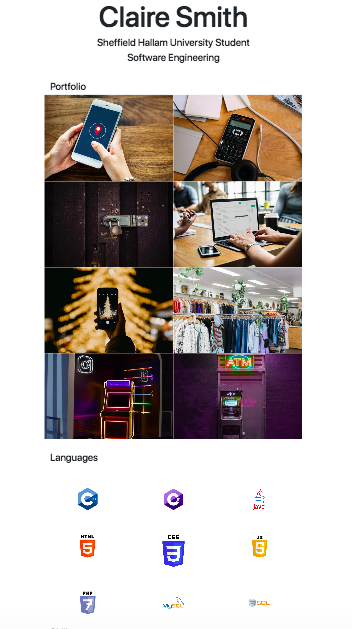 Claire Smith
Sheffield Hallam University Student
Software Engineering
Portfolio
ATM
Languages
C
C
Java
HTML
5
CSS
3
JS
5
PHP
7
MySQL
SQL